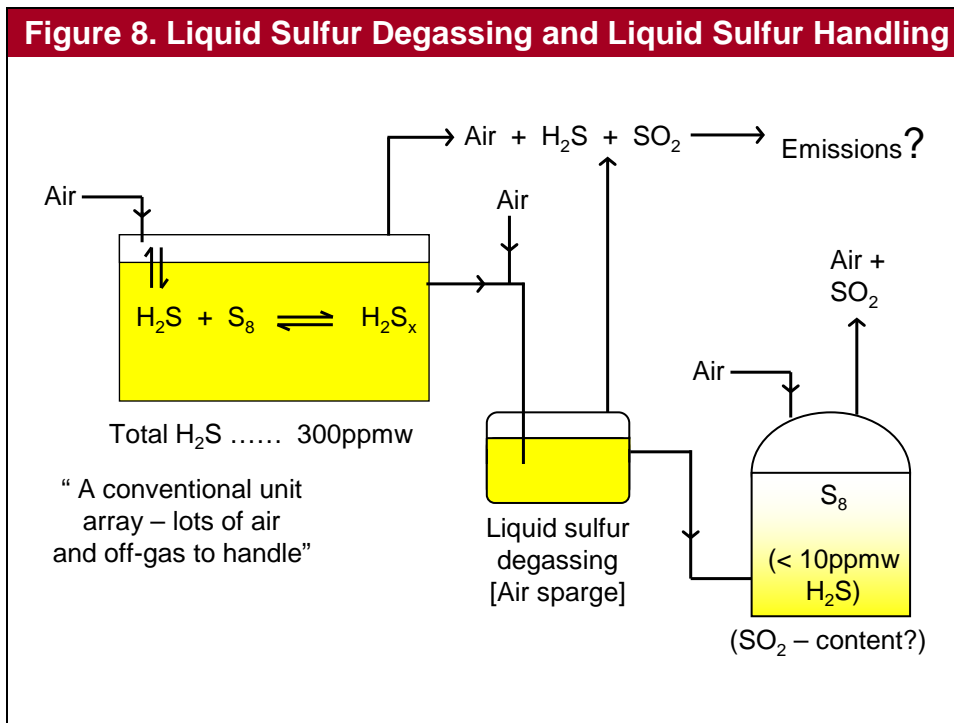 Figure 8. Liquid Sulfur Degassing and Liquid Sulfur Handling
Air + H₂S + SO₂
Emissions?
Air
Air
H₂S + S₈ ⇌ H₂Sₓ
Total H₂S …… 300ppmw
“ A conventional unit
array – lots of air
and off-gas to handle”
Liquid sulfur
degassing
[Air sparge]
Air +
SO₂
Air
S₈
(< 10ppmw
H₂S)
(SO₂ – content?)